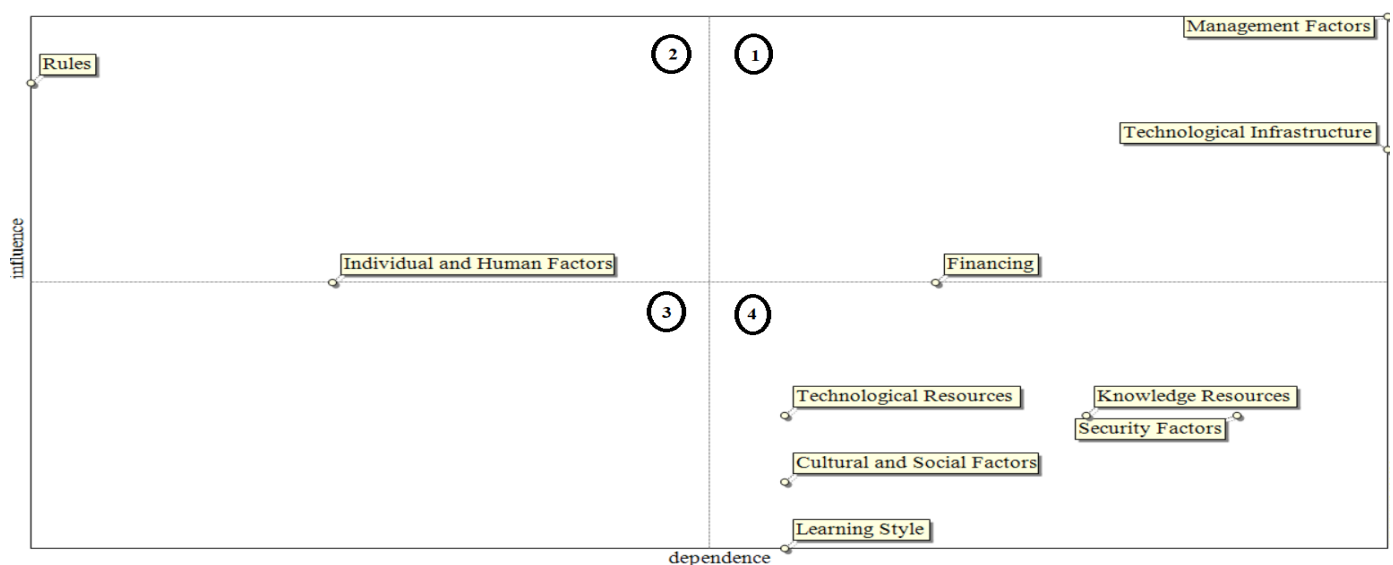 Management Factors
2
1
Rules
Technological Infrastructure
influence
Individual and Human Factors
Financing
3
4
Technological Resources
Knowledge Resources
Security Factors
Cultural and Social Factors
Learning Style
dependence